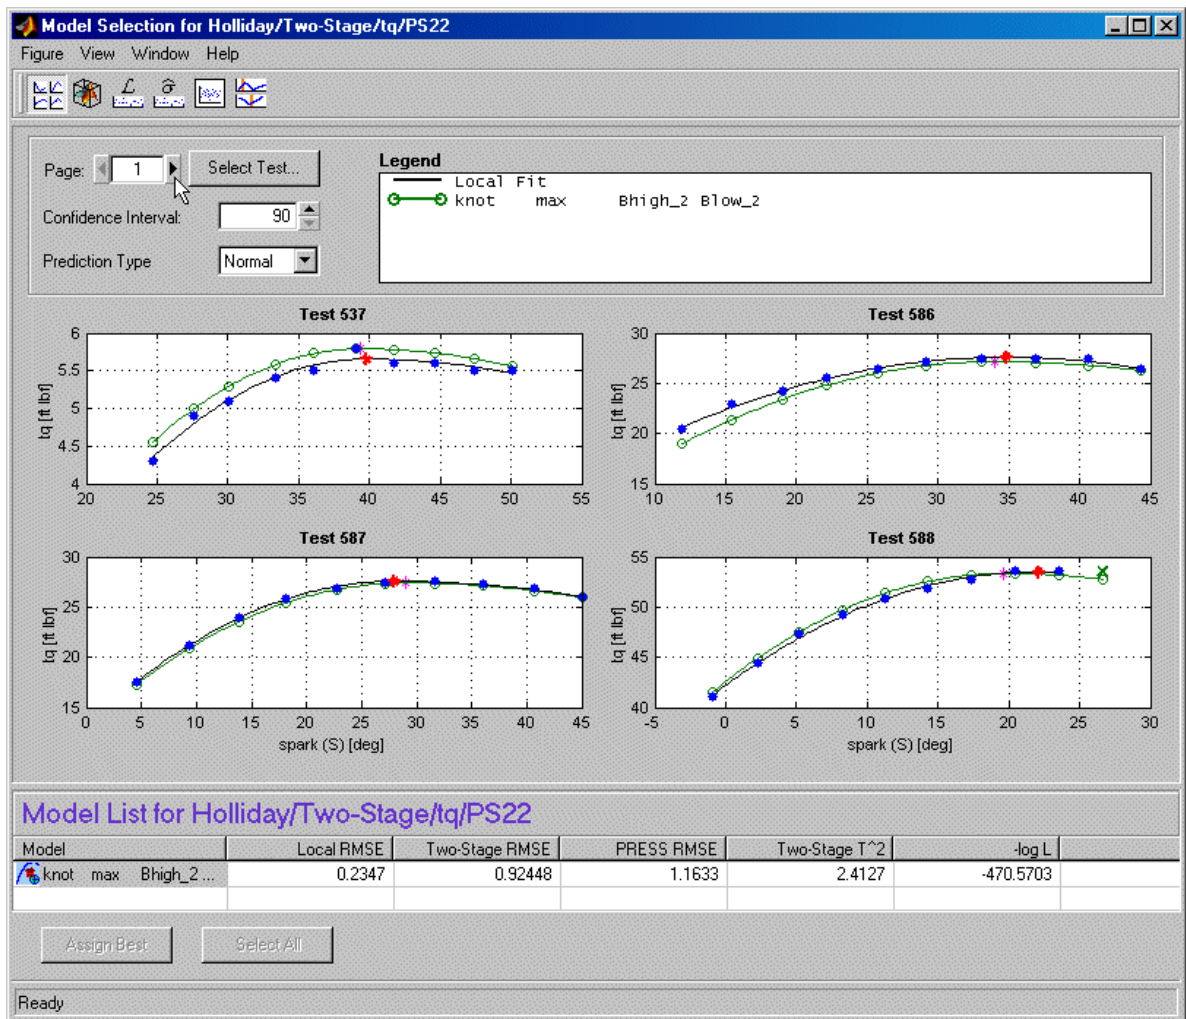 Model Selection for Holliday/Two-Stage/tq/PS22
Figure View Window Help
Page: 1 Select Test...
Confidence Interval: 90
Prediction Type Normal
Legend
Local Fit
knot max Bhigh_2 Blow_2
Test 537
6
5.5
5
4.5
4
tq [ft lbf]
20 25 30 35 40 45 50 55
Test 586
30
25
20
15
tq [ft lbf]
10 15 20 25 30 35 40 45
Test 587
30
25
20
15
tq [ft lbf]
0 5 10 15 20 25 30 35 40 45
spark (S) [deg]
Test 588
55
50
45
40
tq [ft lbf]
-5 0 5 10 15 20 25 30
spark (S) [deg]
Model List for Holliday/Two-Stage/tq/PS22
Model Local RMSE Two-Stage RMSE PRESS RMSE Two-Stage T^2 -log L
knot max Bhigh_2 ... 0.2347 0.92448 1.1633 2.4127 -470.5703
Assign Best Select All
Ready